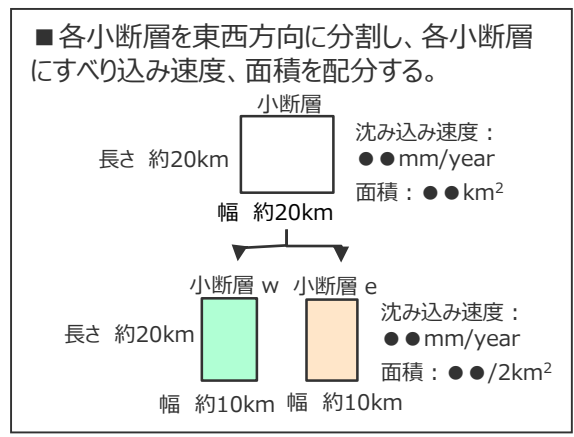 ■各小断層を東西方向に分割し、各小断層
にすべり込み速度、面積を配分する。
小断層
長さ 約20km
沈み込み速度：
●●mm/year
面積：●●km²
幅 約20km
小断層 w 小断層 e
長さ 約20km
沈み込み速度：
●●mm/year
面積：●●/2km²
幅 約10km 幅 約10km